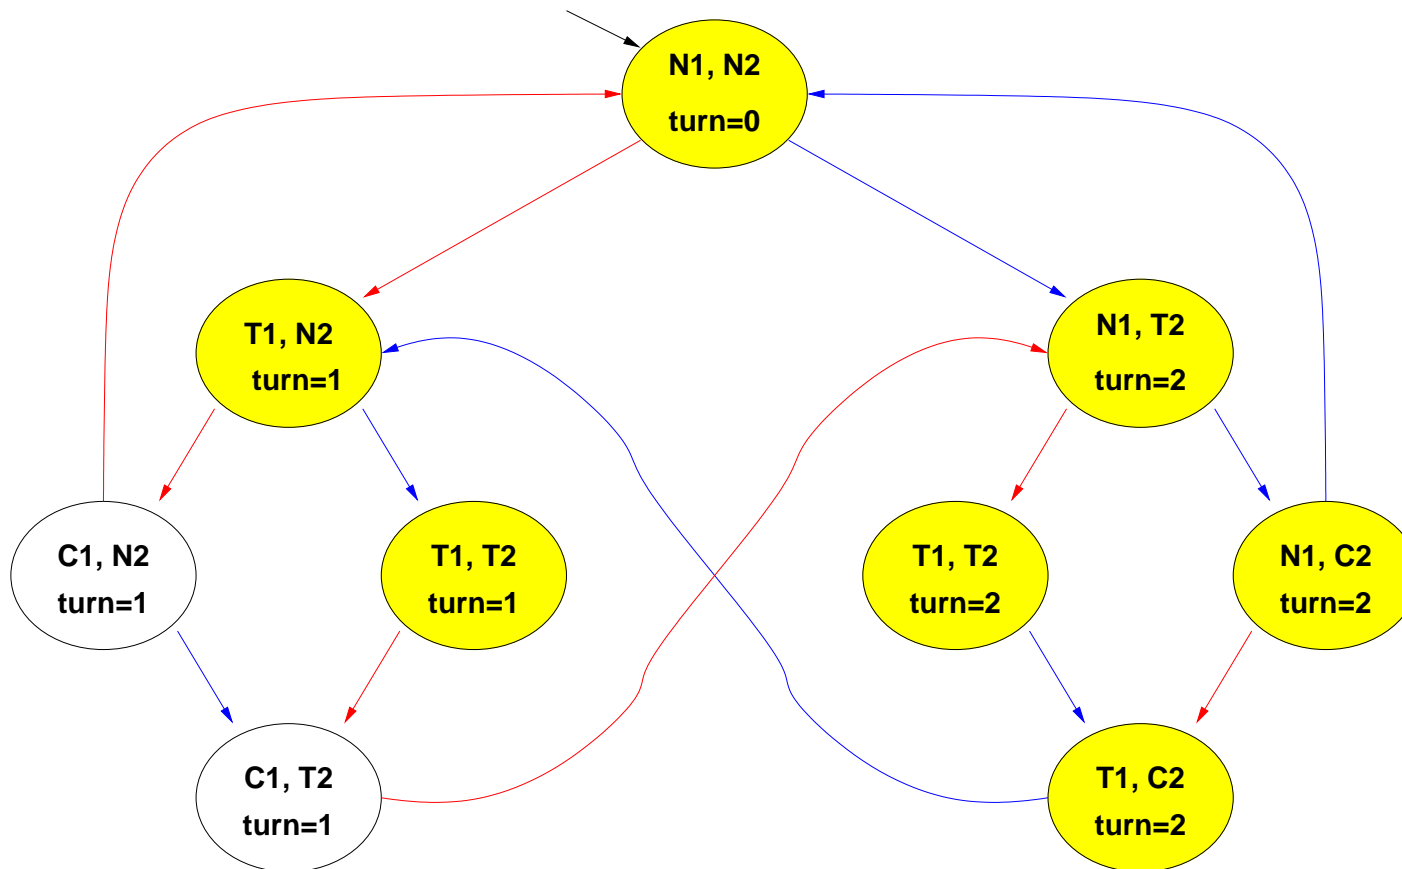 N1, N2
turn=0
T1, N2
turn=1
N1, T2
turn=2
C1, N2
turn=1
T1, T2
turn=1
T1, T2
turn=2
N1, C2
turn=2
C1, T2
turn=1
T1, C2
turn=2